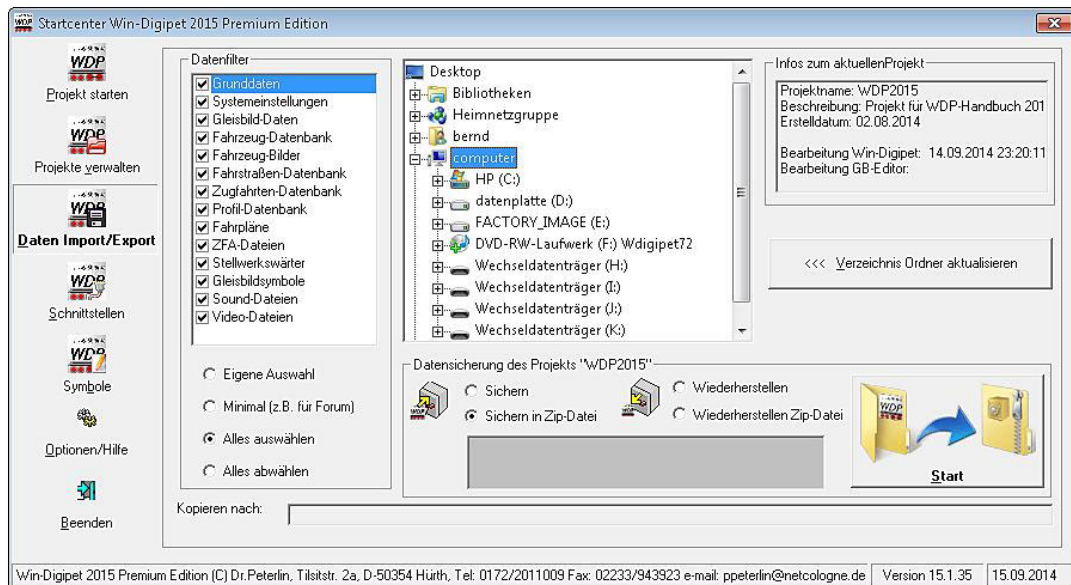 Startcenter Win-Digipet 2015 Premium Edition
WDP
Projekt starten
WDP
Projekte verwalten
WDP
Daten Import/Export
WDP
Schnittstellen
WDP
Symbole
Optionen/Hilfe
Beenden
Datenfilter
Grunddaten
Systemeinstellungen
Gleisbild-Daten
Fahrzeug-Datenbank
Fahrzeug-Bilder
Fahrstraßen-Datenbank
Zugfahrten-Datenbank
Profil-Datenbank
Fahrpläne
ZFA-Dateien
Stellwerkswärter
Gleisbildsymbole
Sound-Dateien
Video-Dateien
Eigene Auswahl
Minimal (z.B. für Forum)
Alles auswählen
Alles abwählen
Desktop
Bibliotheken
Heimnetzgruppe
bernd
computer
HP (C:)
datenplatte (D:)
FACTORY_IMAGE (E:)
DVD-RW-Laufwerk (F:) Wdigipet72
Wechseldatenträger (H:)
Wechseldatenträger (I:)
Wechseldatenträger (J:)
Wechseldatenträger (K:)
Infos zum aktuellenProjekt
Projektname: WDP2015
Beschreibung: Projekt für WDP-Handbuch 201
Erstelldatum: 02.08.2014
Bearbeitung Win-Digipet: 14.09.2014 23:20:11
Bearbeitung GB-Editor:
<<< Verzeichnis Ordner aktualisieren
Datensicherung des Projekts "WDP2015"
WDP
Sichern
Sichern in Zip-Datei
WDP
Wiederherstellen
Wiederherstellen Zip-Datei
WDP
Start
Kopieren nach:
Win-Digipet 2015 Premium Edition (C) Dr.Peterlin, Tilsitstr. 2a, D-50354 Hürth, Tel: 0172/2011009 Fax: 02233/943923 e-mail: ppeterlin@netcologne.de
Version 15.1.35
15.09.2014